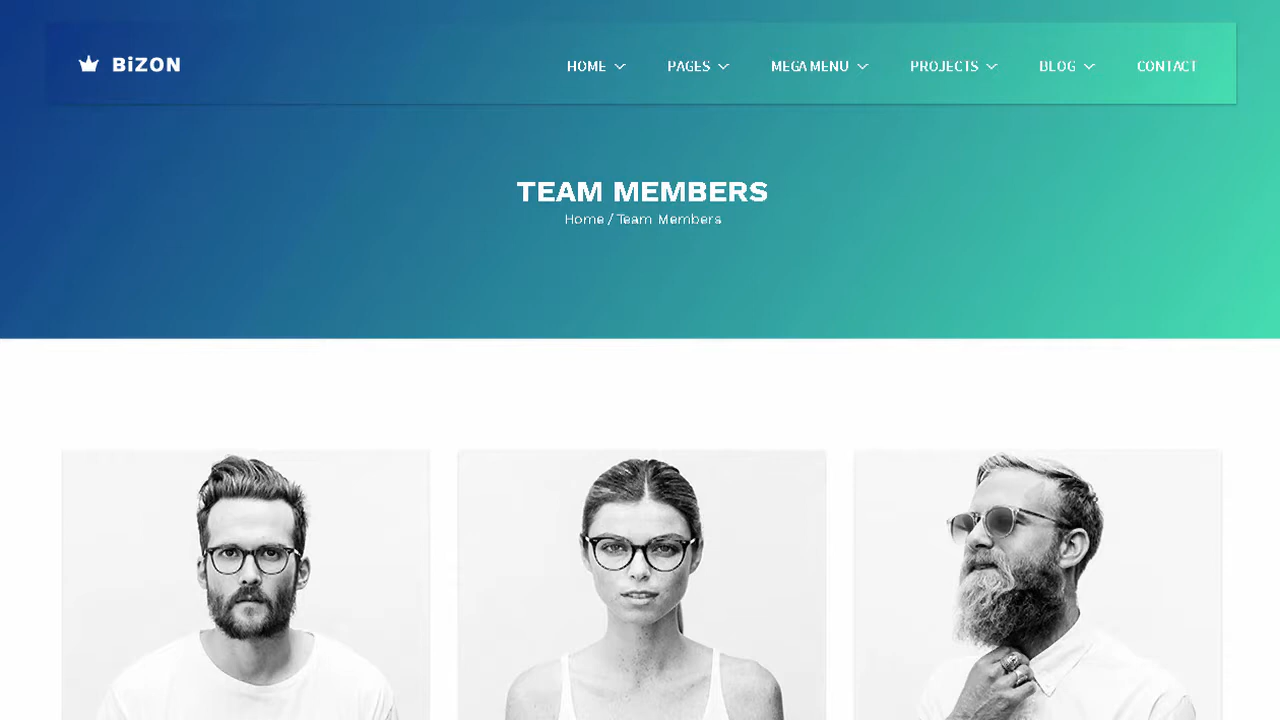 BiZON
HOME PAGES MEGA MENU PROJECTS BLOG CONTACT
TEAM MEMBERS
Home / Team Members